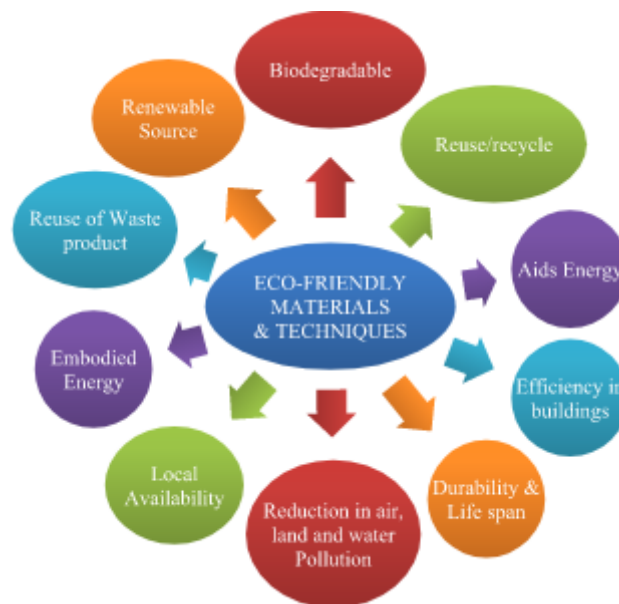 Biodegradable
Renewable
Source
Reuse/recycle
Reuse of Waste
product
ECO-FRIENDLY
MATERIALS
& TECHNIQUES
Aids Energy
Embodied
Energy
Efficiency in
buildings
Local
Availability
Reduction in air,
land and water
Pollution
Durability &
Life span